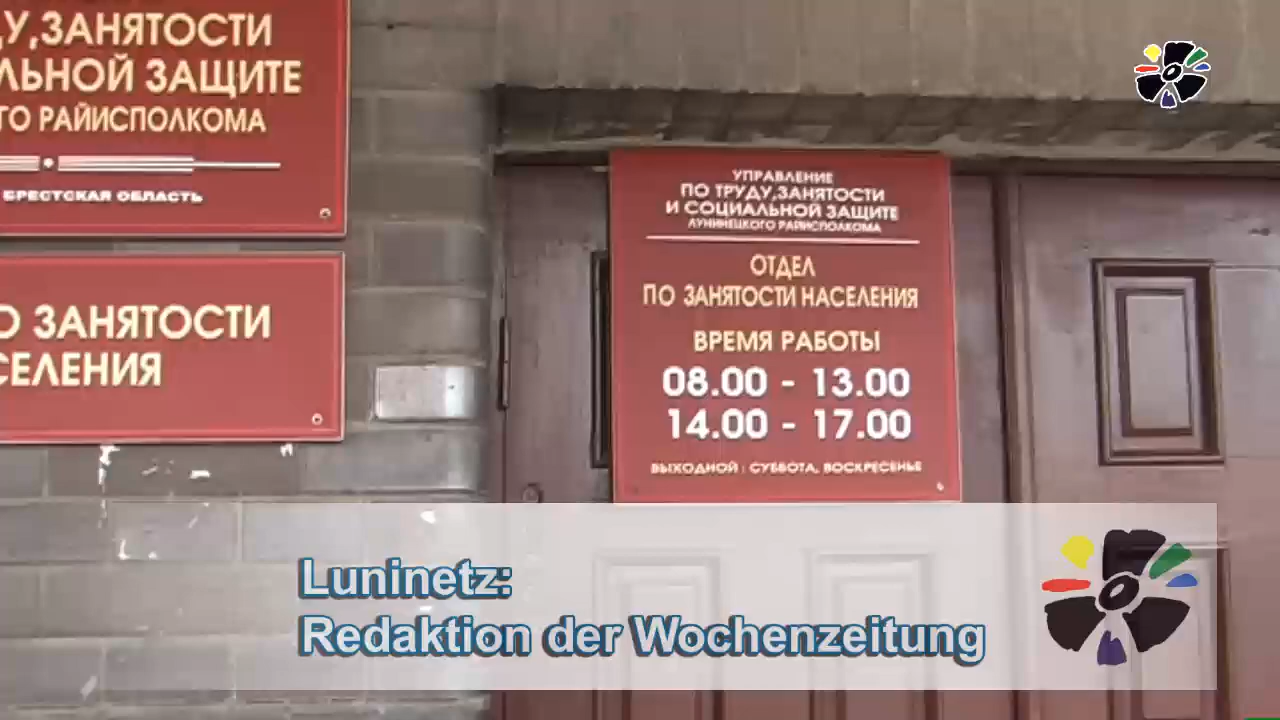 У,ЗАНЯТОСТИ
ЛЬНОЙ ЗАЩИТЕ
ГО РАЙИСПОЛКОМА
БРЕСТСКАЯ ОБЛАСТЬ
О ЗАНЯТОСТИ
СЕЛЕНИЯ
УПРАВЛЕНИЕ
ПО ТРУДУ,ЗАНЯТОСТИ
И СОЦИАЛЬНОЙ ЗАЩИТЕ
ЛУНИНЕЦКОГО РАЙИСПОЛКОМА
ОТДЕЛ
ПО ЗАНЯТОСТИ НАСЕЛЕНИЯ
ВРЕМЯ РАБОТЫ
08.00 - 13.00
14.00 - 17.00
ВЫХОДНОЙ : СУББОТА, ВОСКРЕСЕНЬЕ
Luninetz:
Redaktion der Wochenzeitung